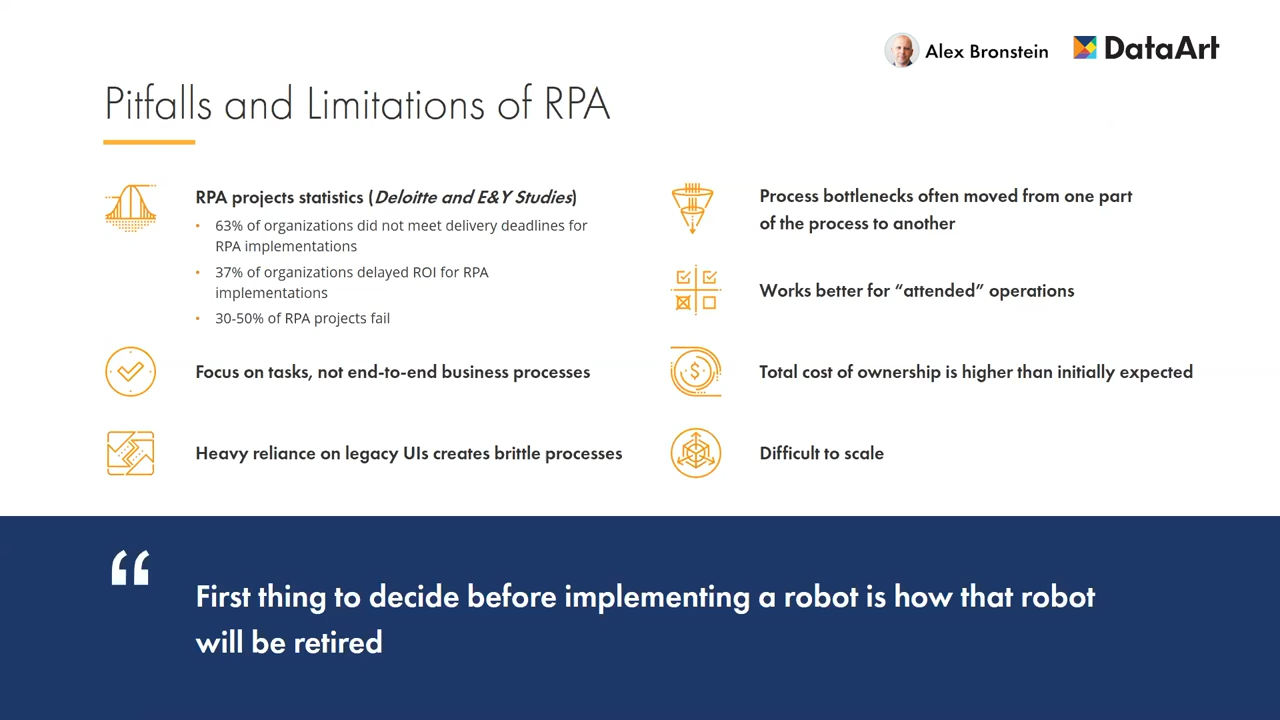 Alex Bronstein
DataArt
Pitfalls and Limitations of RPA
RPA projects statistics (Deloitte and E&Y Studies)
• 63% of organizations did not meet delivery deadlines for
RPA implementations
• 37% of organizations delayed ROI for RPA
implementations
• 30-50% of RPA projects fail
Focus on tasks, not end-to-end business processes
Heavy reliance on legacy UIs creates brittle processes
Process bottlenecks often moved from one part
of the process to another
Works better for “attended” operations
$
Total cost of ownership is higher than initially expected
Difficult to scale
“
First thing to decide before implementing a robot is how that robot
will be retired